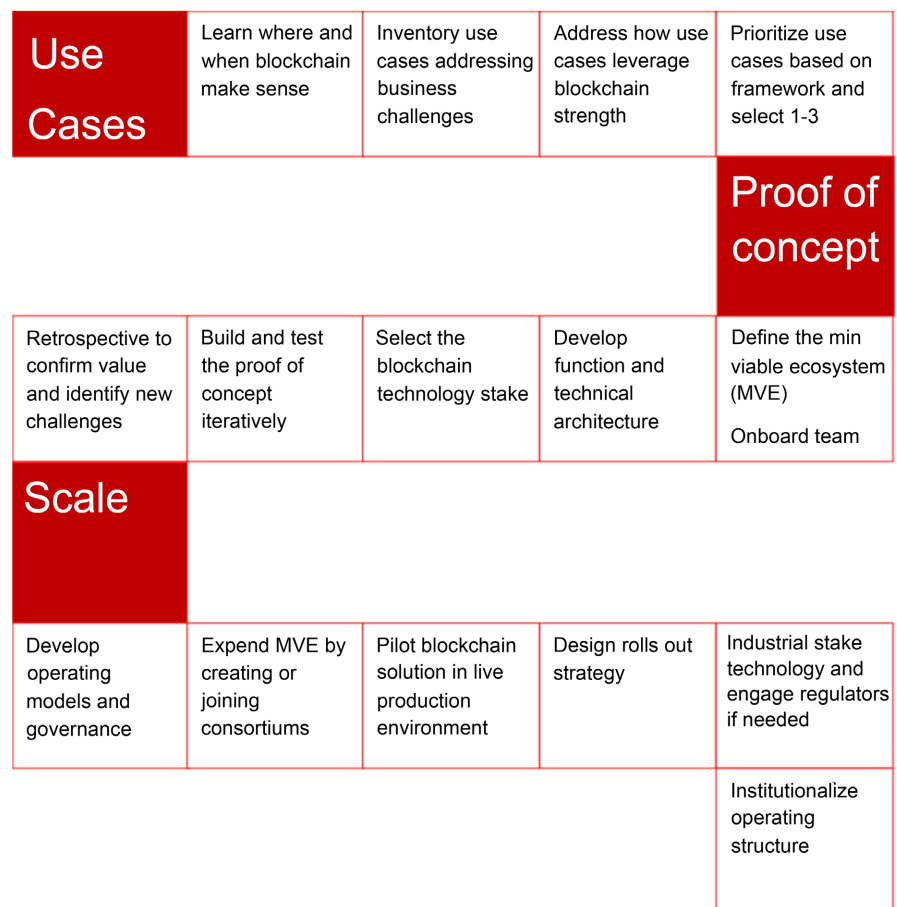 Use
Cases
Learn where and
when blockchain
make sense
Inventory use
cases addressing
business
challenges
Address how use
cases leverage
blockchain
strength
Prioritize use
cases based on
framework and
select 1-3
Proof of
concept
Retrospective to
confirm value
and identify new
challenges
Build and test
the proof of
concept
iteratively
Select the
blockchain
technology stake
Develop
function and
technical
architecture
Define the min
viable ecosystem
(MVE)
Onboard team
Scale
Develop
operating
models and
governance
Expend MVE by
creating or
joining
consortiums
Pilot blockchain
solution in live
production
environment
Design rolls out
strategy
Industrial stake
technology and
engage regulators
if needed
Institutionalize
operating
structure